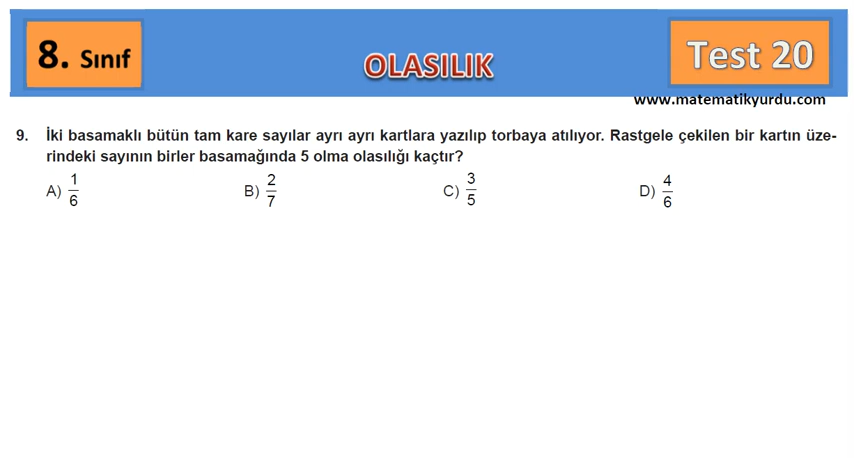 8. Sınıf
OLASILIK
Test 20
www.matematikyurdu.com
9. İki basamaklı bütün tam kare sayılar ayrı ayrı kartlara yazılıp torbaya atılıyor. Rastgele çekilen bir kartın üze-
rindeki sayının birler basamağında 5 olma olasılığı kaçtır?
A) 1/6 B) 2/7 C) 3/5 D) 4/6